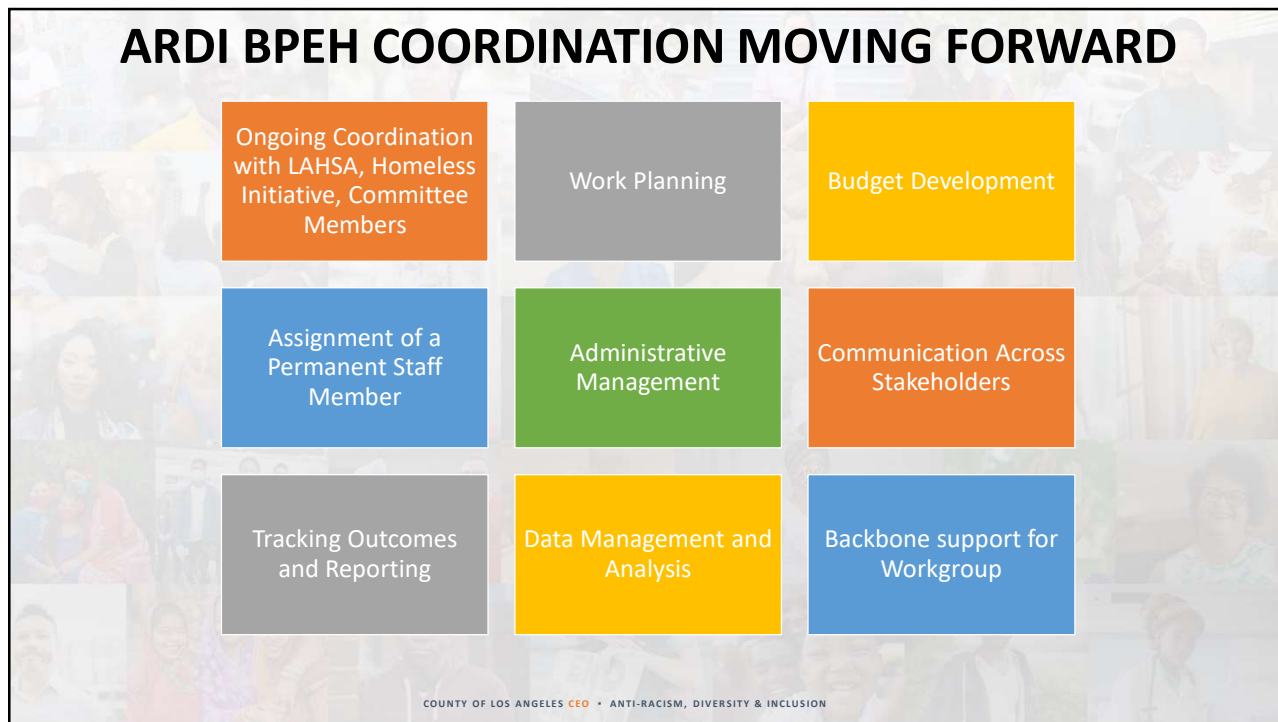 ARDI BPEH COORDINATION MOVING FORWARD
Ongoing Coordination
with LAHSA, Homeless
Initiative, Committee
Members
Work Planning
Budget Development
Assignment of a
Permanent Staff
Member
Administrative
Management
Communication Across
Stakeholders
Tracking Outcomes
and Reporting
Data Management and
Analysis
Backbone support for
Workgroup
COUNTY OF LOS ANGELES CEO • ANTI-RACISM, DIVERSITY & INCLUSION